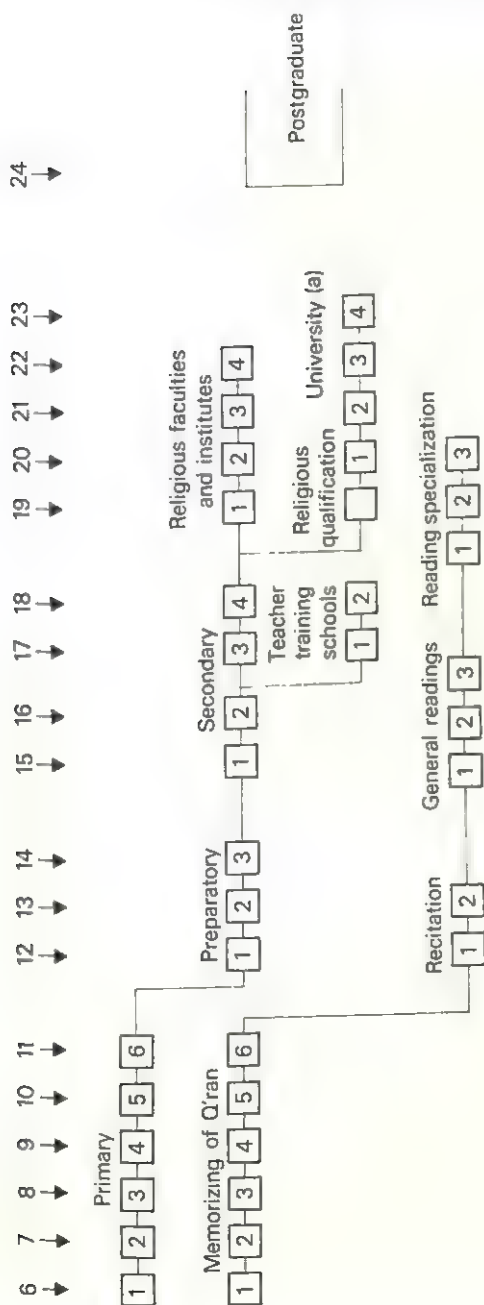 6 7 8 9 10 11 12 13 14 15 16 17 18 19 20 21 22 23 24
Primary
1 2 3 4 5 6
Memorizing of Q'ran
1 2 3 4 5 6
Preparatory
1 2 3
Secondary
1 2 3 4
Teacher
training
schools
1 2
Religious faculties
and institutes
1 2 3 4
Religious
qualification
University (a)
1 2 3 4
Postgraduate
Recitation
1 2
General readings
1 2 3
Reading specialization
1 2 3